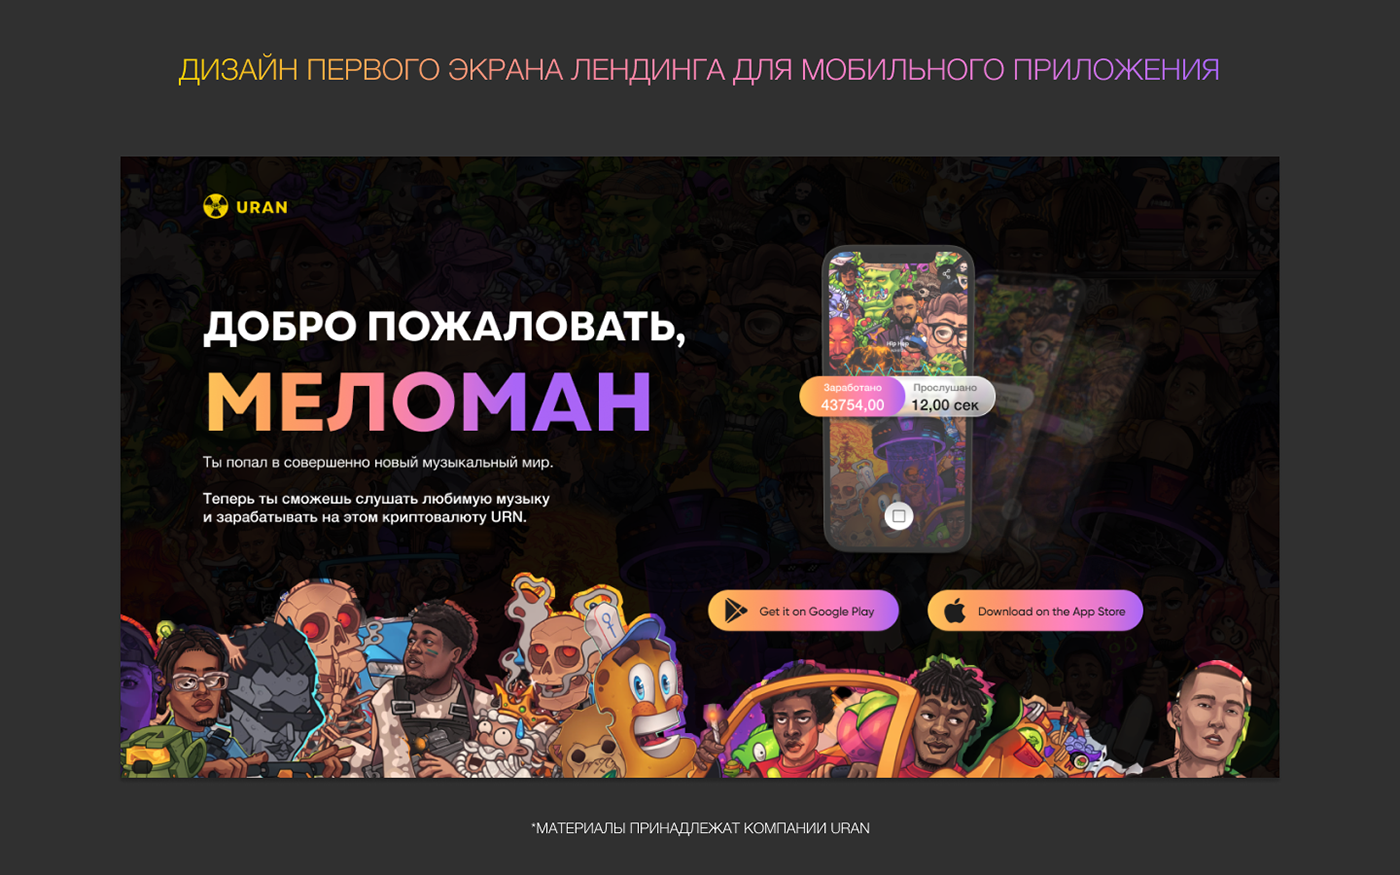 ДИЗАЙН ПЕРВОГО ЭКРАНА ЛЕНДИНГА ДЛЯ МОБИЛЬНОГО ПРИЛОЖЕНИЯ
URAN
ДОБРО ПОЖАЛОВАТЬ,
МЕЛОМАН
Ты попал в совершенно новый музыкальный мир.
Теперь ты сможешь слушать любимую музыку
и зарабатывать на этом криптовалюту URN.
Hip Hop
Заработано
43754,00
Прослушано
12,00 сек
Get it on Google Play
Download on the App Store
*МАТЕРИАЛЫ ПРИНАДЛЕЖАТ КОМПАНИИ URAN